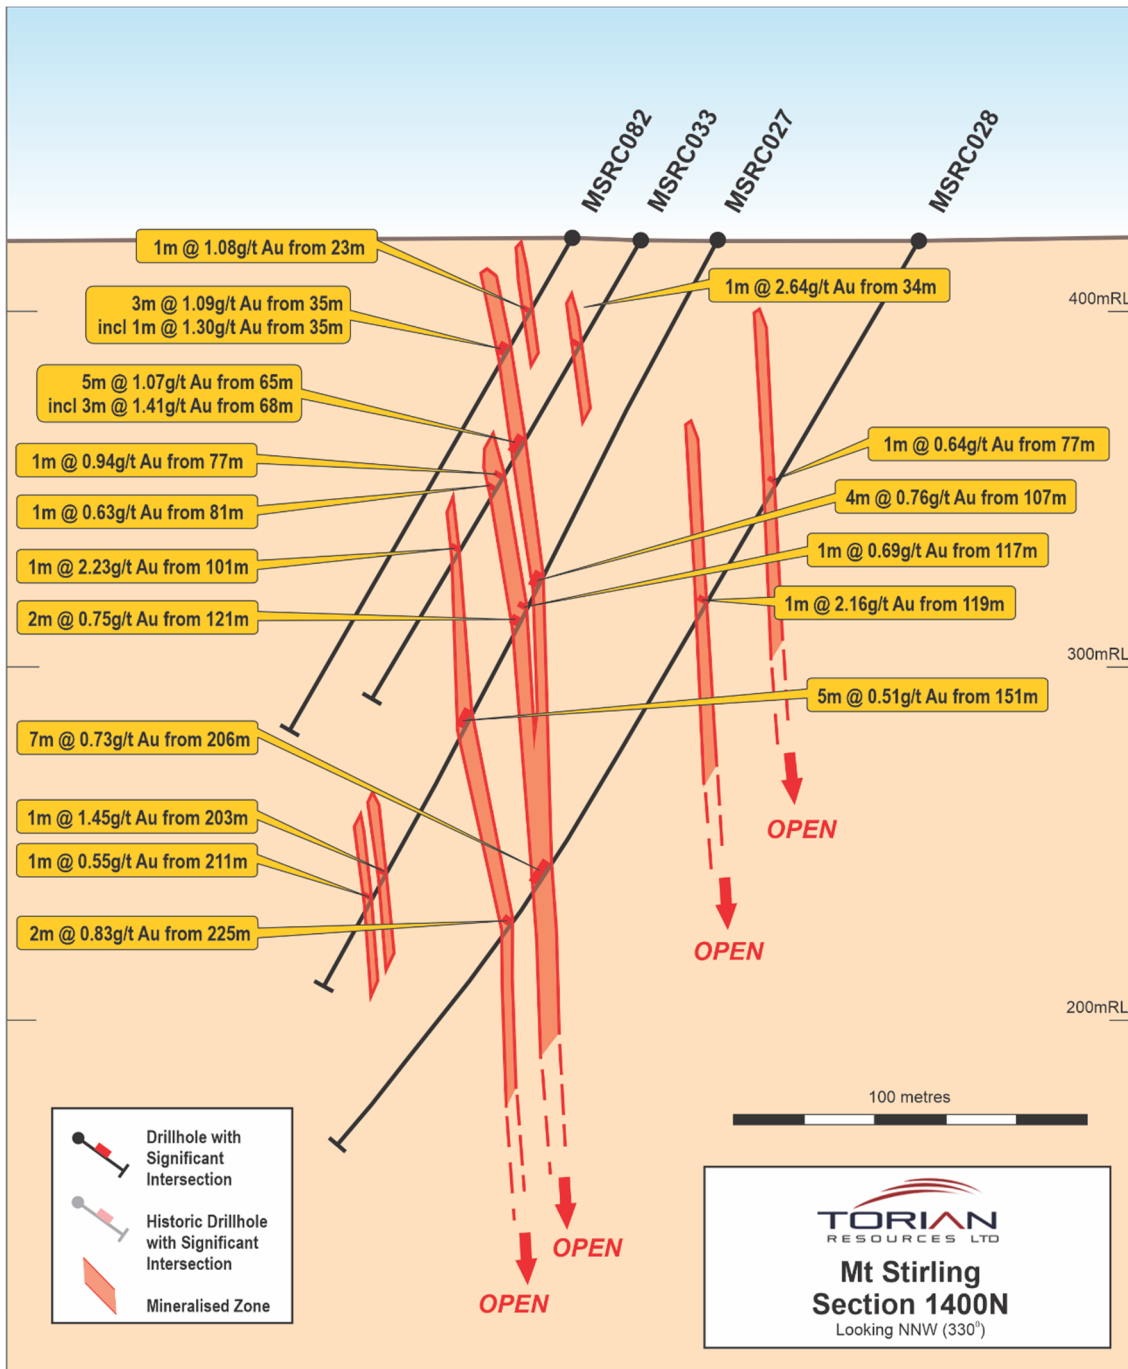 MSRC082
MSRC033
MSRC027
MSRC028
1m @ 1.08g/t Au from 23m
1m @ 2.64g/t Au from 34m
3m @ 1.09g/t Au from 35m
incl 1m @ 1.30g/t Au from 35m
400mRL
5m @ 1.07g/t Au from 65m
incl 3m @ 1.41g/t Au from 68m
1m @ 0.64g/t Au from 77m
1m @ 0.94g/t Au from 77m
4m @ 0.76g/t Au from 107m
1m @ 0.63g/t Au from 81m
1m @ 0.69g/t Au from 117m
1m @ 2.23g/t Au from 101m
1m @ 2.16g/t Au from 119m
2m @ 0.75g/t Au from 121m
300mRL
5m @ 0.51g/t Au from 151m
7m @ 0.73g/t Au from 206m
1m @ 1.45g/t Au from 203m
OPEN
1m @ 0.55g/t Au from 211m
2m @ 0.83g/t Au from 225m
OPEN
200mRL
100 metres
Drillhole with
Significant
Intersection
Historic Drillhole
with Significant
Intersection
Mineralised Zone
OPEN
OPEN
TORIAN
RESOURCES LTD
Mt Stirling
Section 1400N
Looking NNW (330⁰)